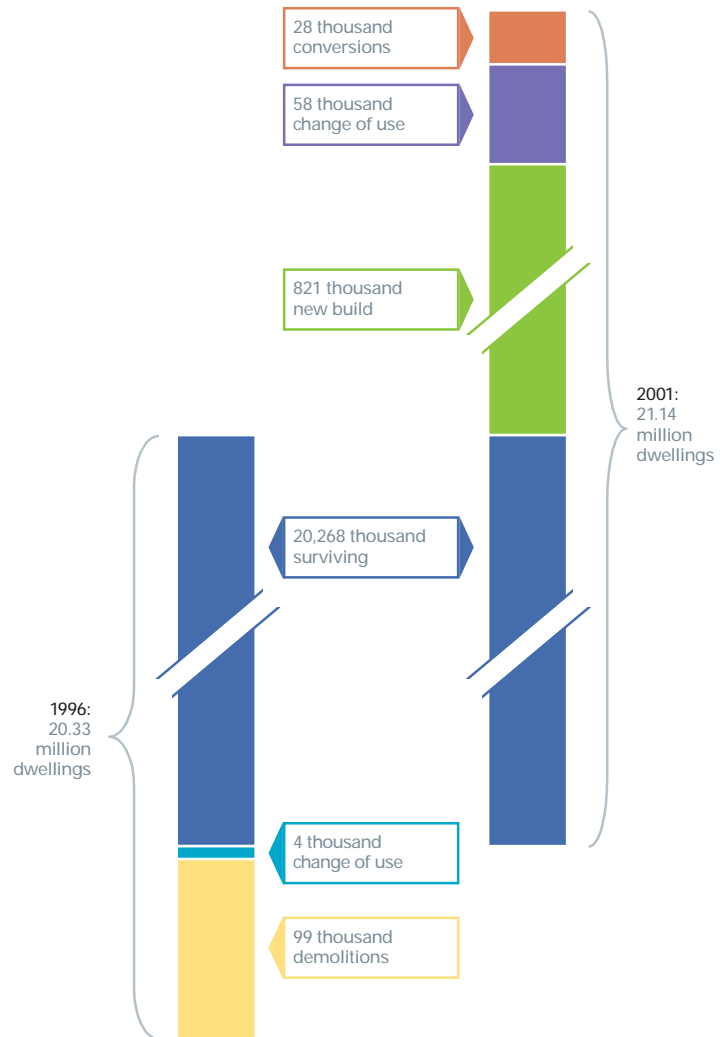 28 thousand
conversions
58 thousand
change of use
821 thousand
new build
2001:
21.14
million
dwellings
20,268 thousand
surviving
1996:
20.33
million
dwellings
4 thousand
change of use
99 thousand
demolitions